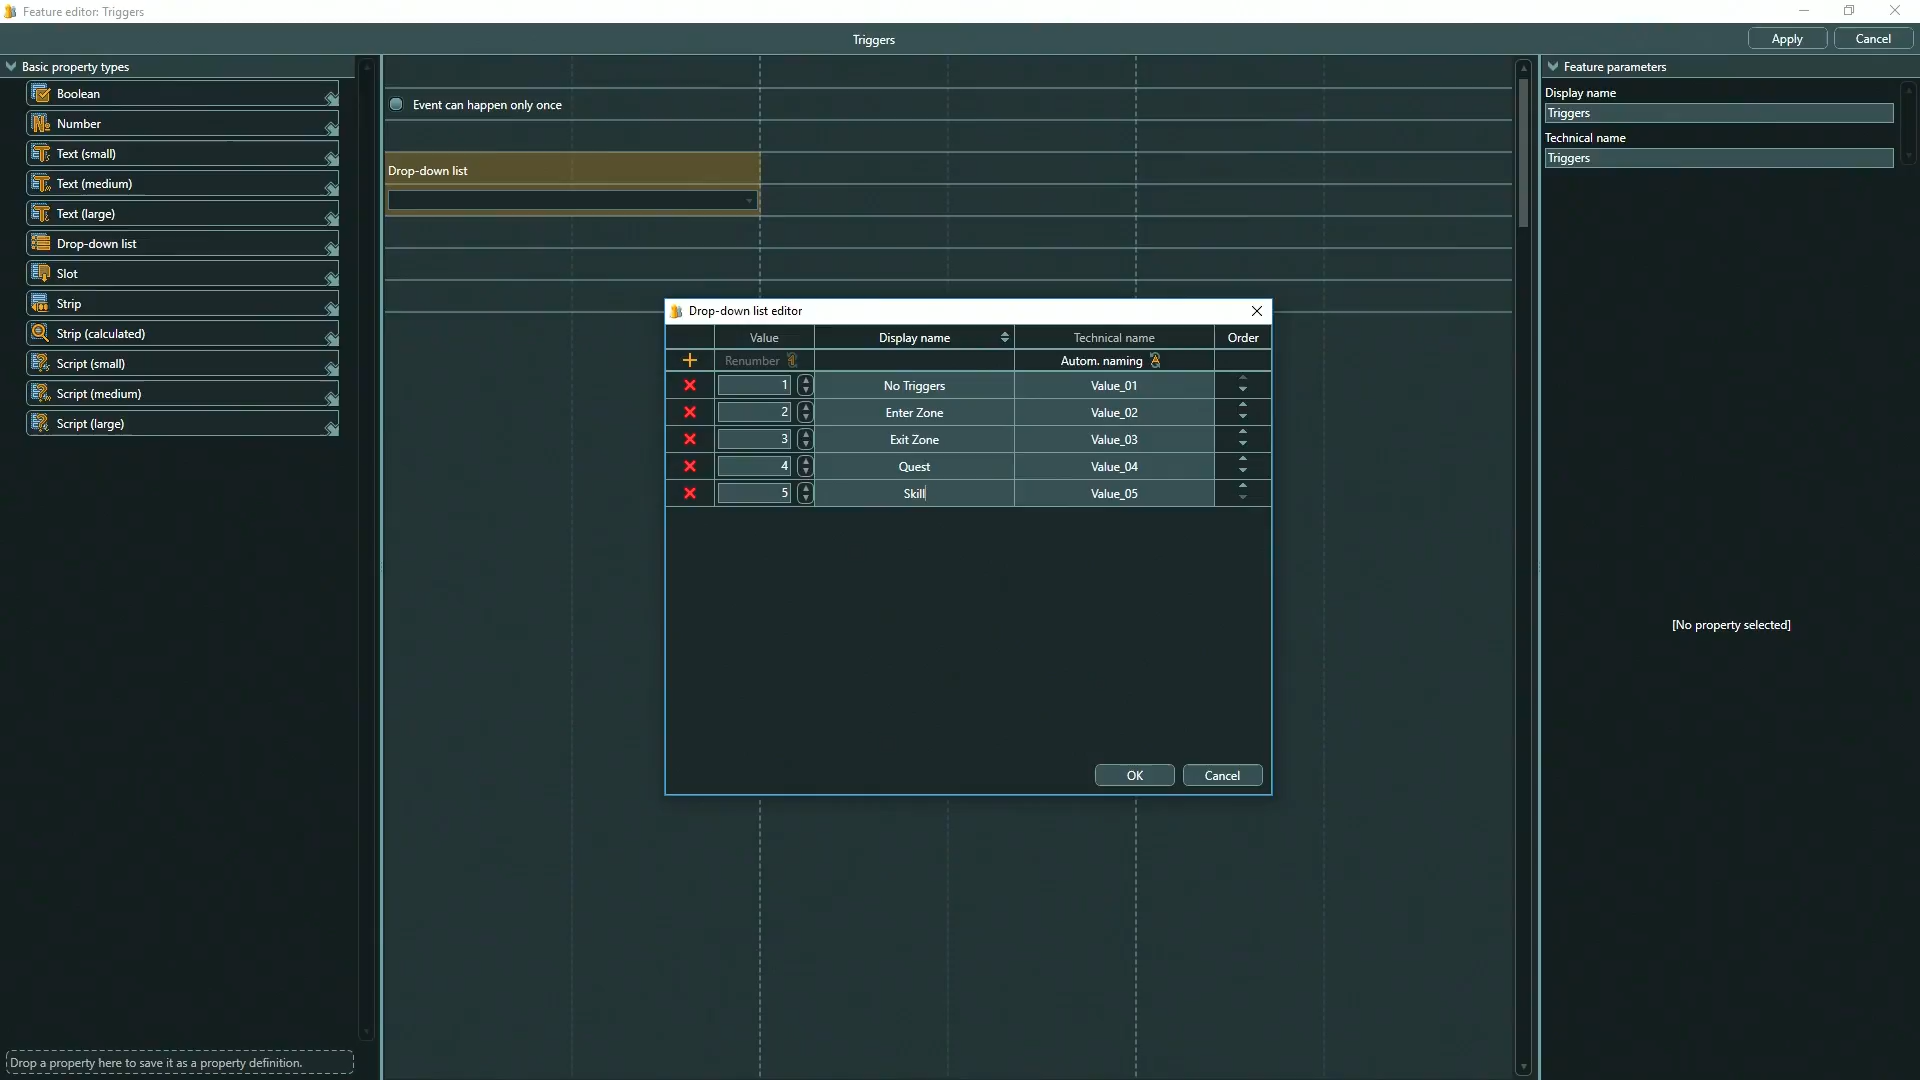 Feature editor: Triggers
Triggers
Apply
Cancel
Basic property types
Boolean
Number
Text (small)
Text (medium)
Text (large)
Drop-down list
Slot
Strip
Strip (calculated)
Script (small)
Script (medium)
Script (large)
Drop a property here to save it as a property definition.
Event can happen only once
Drop-down list
Drop-down list editor
Value Display name Technical name Order
Renumber Autom. naming
1 No Triggers Value_01
2 Enter Zone Value_02
3 Exit Zone Value_03
4 Quest Value_04
5 Skill Value_05
OK
Cancel
Feature parameters
Display name
Triggers
Technical name
Triggers
[No property selected]